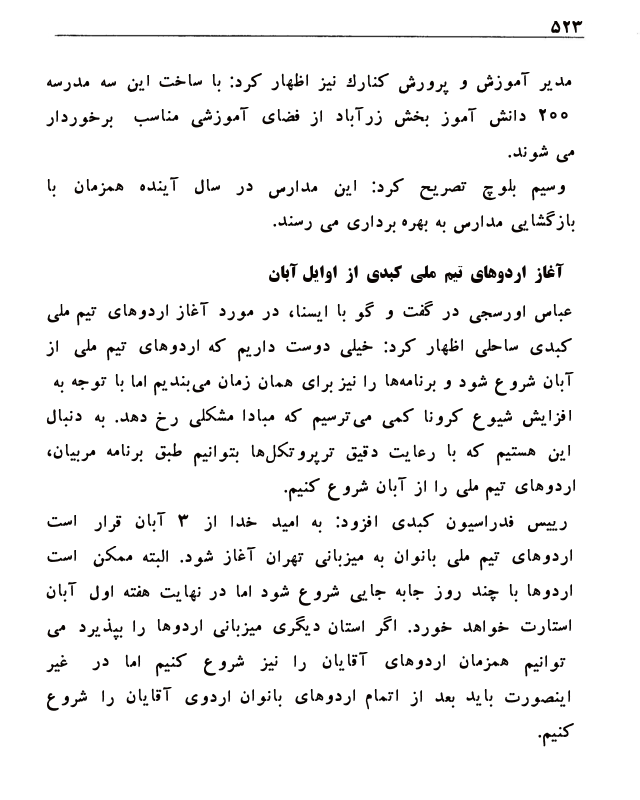 ۵۲۳
مدیر آموزش و پرورش کنارك نیز اظهار کرد: با ساخت این سه مدرسه
۲۰۰ دانش آموز بخش زرآباد از فضای آموزشی مناسب برخوردار
می شوند.
وسیم بلوچ تصریح کرد: این مدارس در سال آینده همزمان با
بازگشایی مدارس به بهره برداری می رسند.
آغاز اردوهای تیم ملی کبدی از اوایل آبان
عباس اورسجی در گفت و گو با ایسنا، در مورد آغاز اردوهای تیم ملی
کبدی ساحلی اظهار کرد: خیلی دوست داریم که اردوهای تیم ملی از
آبان شروع شود و برنامه‌ها را نیز برای همان زمان می‌بندیم اما با توجه به
افزایش شیوع کرونا کمی می‌ترسیم که مبادا مشکلی رخ دهد. به دنبال
این هستیم که با رعایت دقیق ترپروتکل‌ها بتوانیم طبق برنامه مربیان،
اردوهای تیم ملی را از آبان شروع کنیم.
رییس فدراسیون کبدی افزود: به امید خدا از ۳ آبان قرار است
اردوهای تیم ملی بانوان به میزبانی تهران آغاز شود. البته ممکن است
اردوها با چند روز جابه جایی شروع شود اما در نهایت هفته اول آبان
استارت خواهد خورد. اگر استان دیگری میزبانی اردوها را بپذیرد می
توانیم همزمان اردوهای آقایان را نیز شروع کنیم اما در غیر
اینصورت باید بعد از اتمام اردوهای بانوان اردوی آقایان را شروع
کنیم.